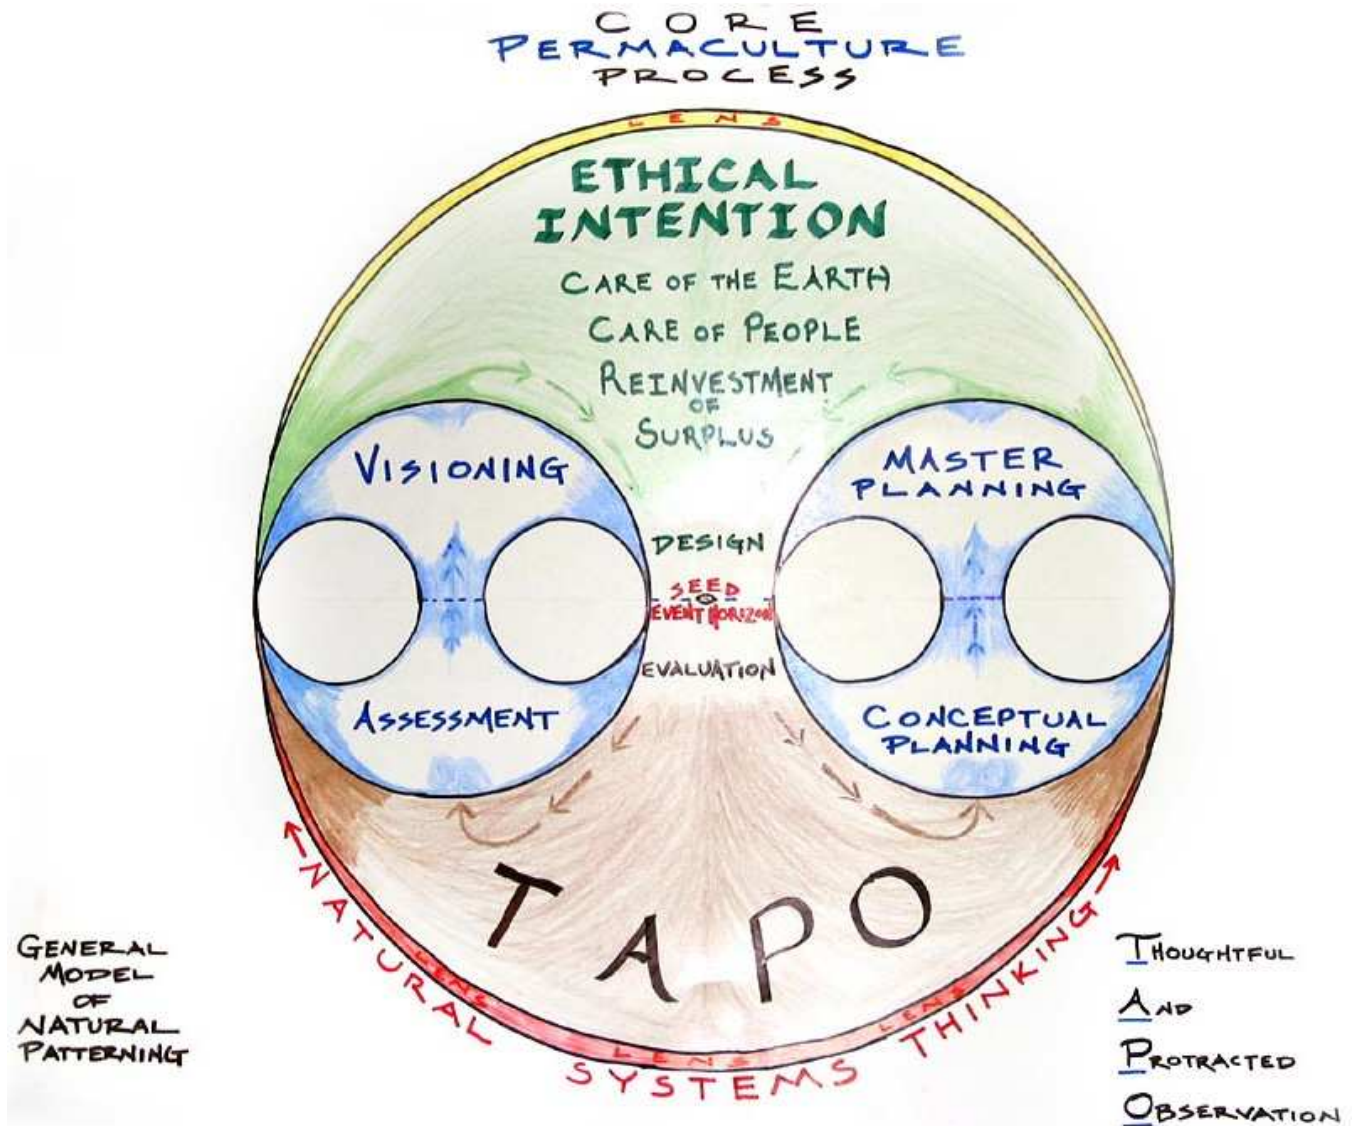 CORE
PERMACULTURE
PROCESS
LENS
ETHICAL
INTENTION
CARE OF THE EARTH
CARE OF PEOPLE
REINVESTMENT
OF
SURPLUS
VISIONING
MASTER
PLANNING
DESIGN
SEED
EVENT HORIZON
EVALUATION
ASSESSMENT
CONCEPTUAL
PLANNING
TAPO
NATURAL SYSTEMS THINKING
LENS
LENS
LENS
GENERAL
MODEL
OF
NATURAL
PATTERNING
THOUGHTFUL
AND
PROTRACTED
OBSERVATION